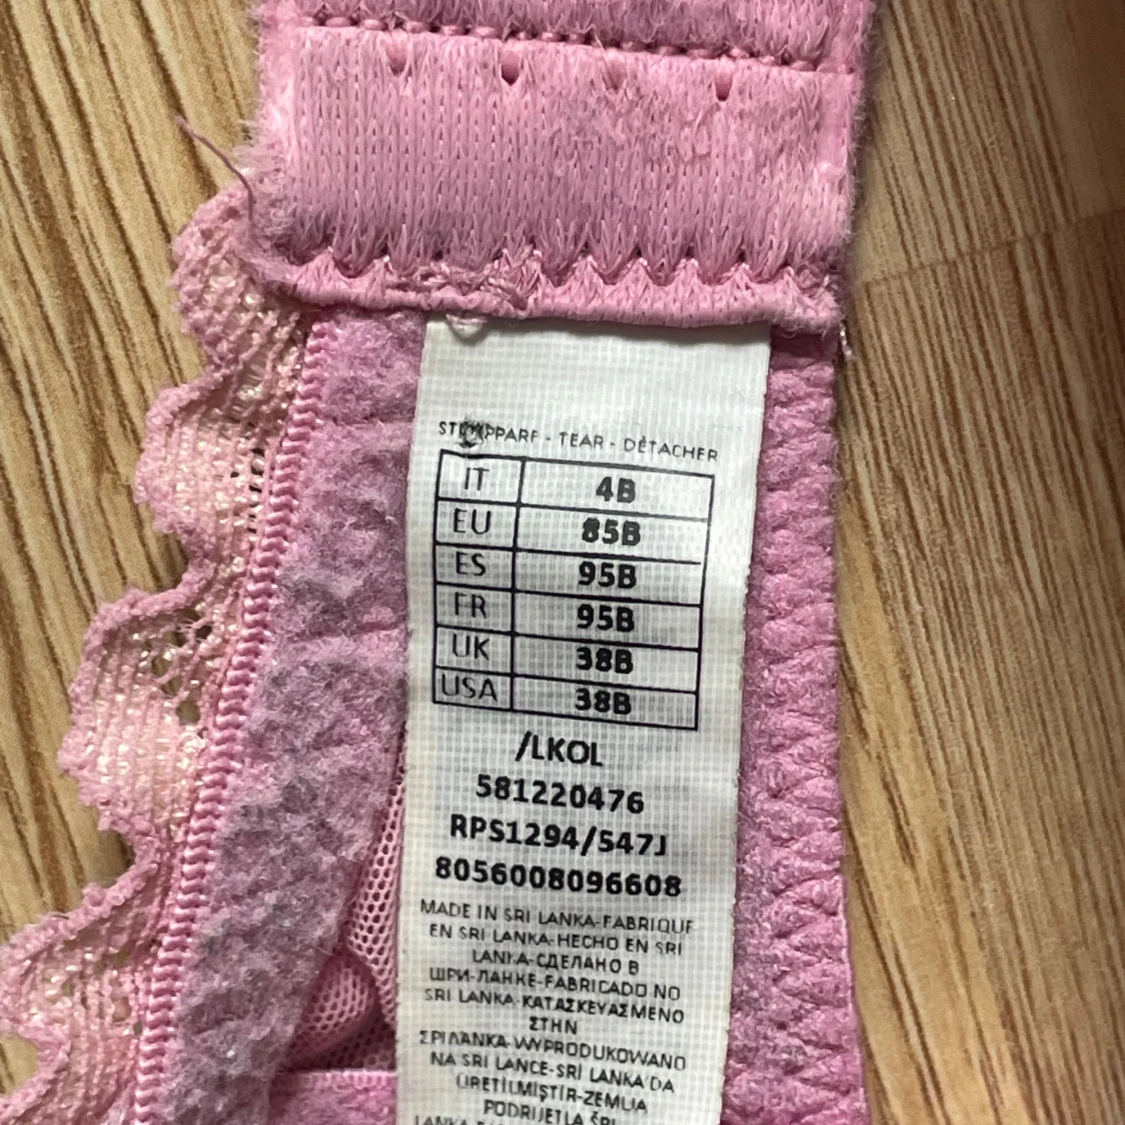 - TEAR - DÉTACHER
IT 4B
EU 85B
ES 95B
FR 95B
UK 38B
USA 38B
/LKOL
581220476
RPS1294/547J
8056008096608
MADE IN SRI LANKA-FABRIQUE
EN SRI LANKA-HECHO EN SRI
LANKA-СДЕЛАНО В
ШРИ-ЛАНКЕ-FABRICADO NO
SRI LANKA-ΚΑΤΑΣΚΕΥΑΣΜΕΝΟ
ΣΤΗΝ
ΣΡΙ ΛΑΝΚΑ-WYPRODUKOWANO
NA SRI LANCE-SRİ LANKA'DA
ÜRETİLMİŞTİR-ZEMLJA
PODRIJETLA ŠRI